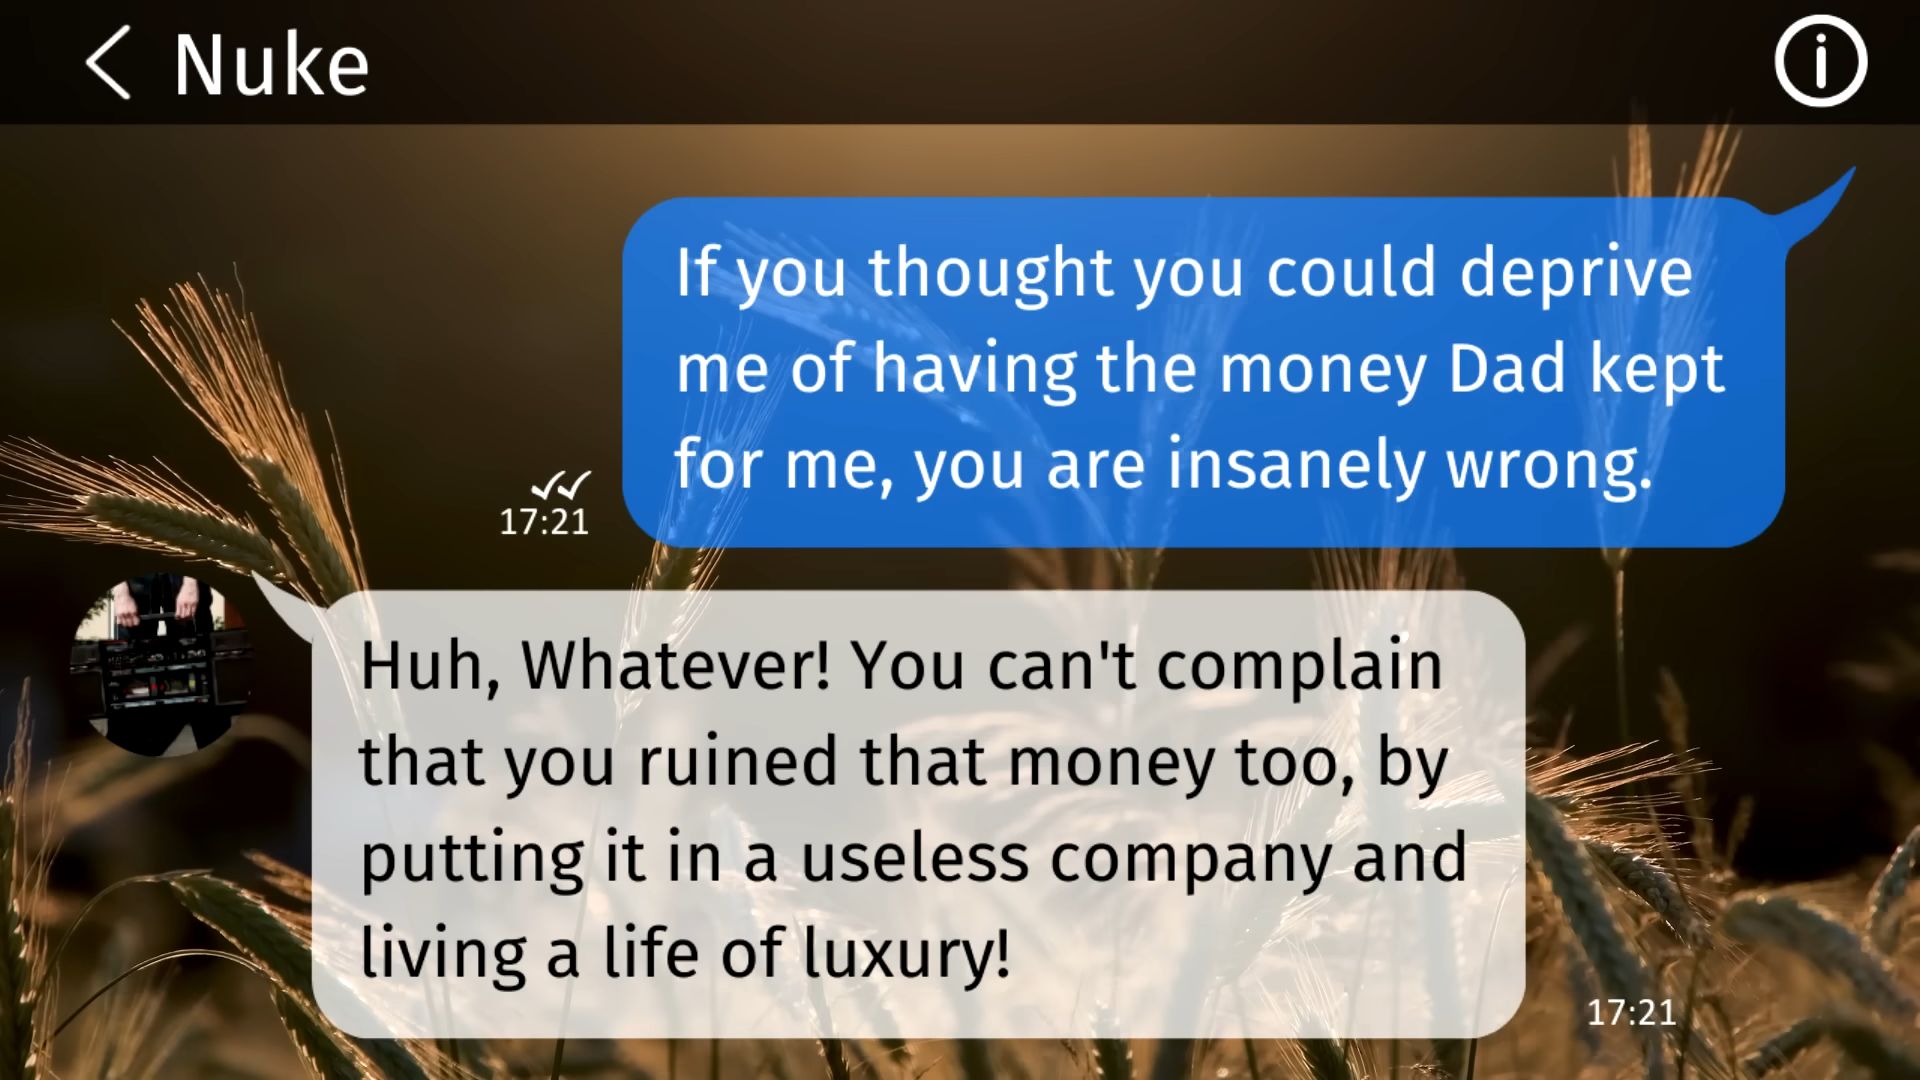 Nuke
If you thought you could deprive
me of having the money Dad kept
for me, you are insanely wrong.
17:21
Huh, Whatever! You can't complain
that you ruined that money too, by
putting it in a useless company and
living a life of luxury!
17:21